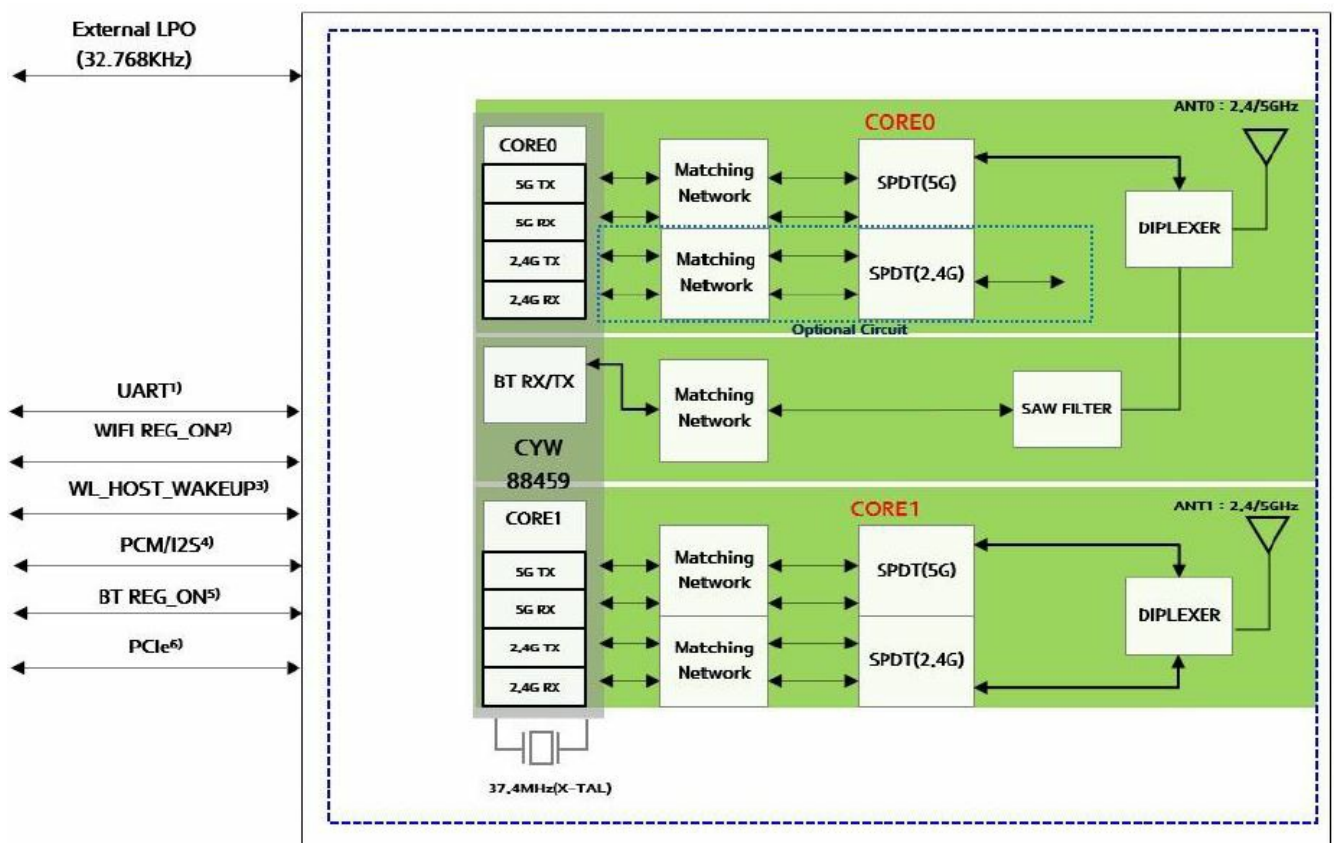 External LPO
(32.768KHz)
ANT0 : 2.4/5GHz
CORE0
CORE0
5G TX
5G RX
2.4G TX
2.4G RX
Matching
Network
SPDT(5G)
DIPLEXER
Matching
Network
SPDT(2.4G)
Optional Circuit
UART1)
WIFI REG_ON2)
WL_HOST_WAKEUP3)
PCM/I2S4)
BT REG_ON5)
PCIe6)
BT RX/TX
Matching
Network
SAW FILTER
CYW
88459
CORE1
ANT1 : 2.4/5GHz
CORE1
5G TX
5G RX
2.4G TX
2.4G RX
Matching
Network
SPDT(5G)
DIPLEXER
Matching
Network
SPDT(2.4G)
37.4MHz(X-TAL)